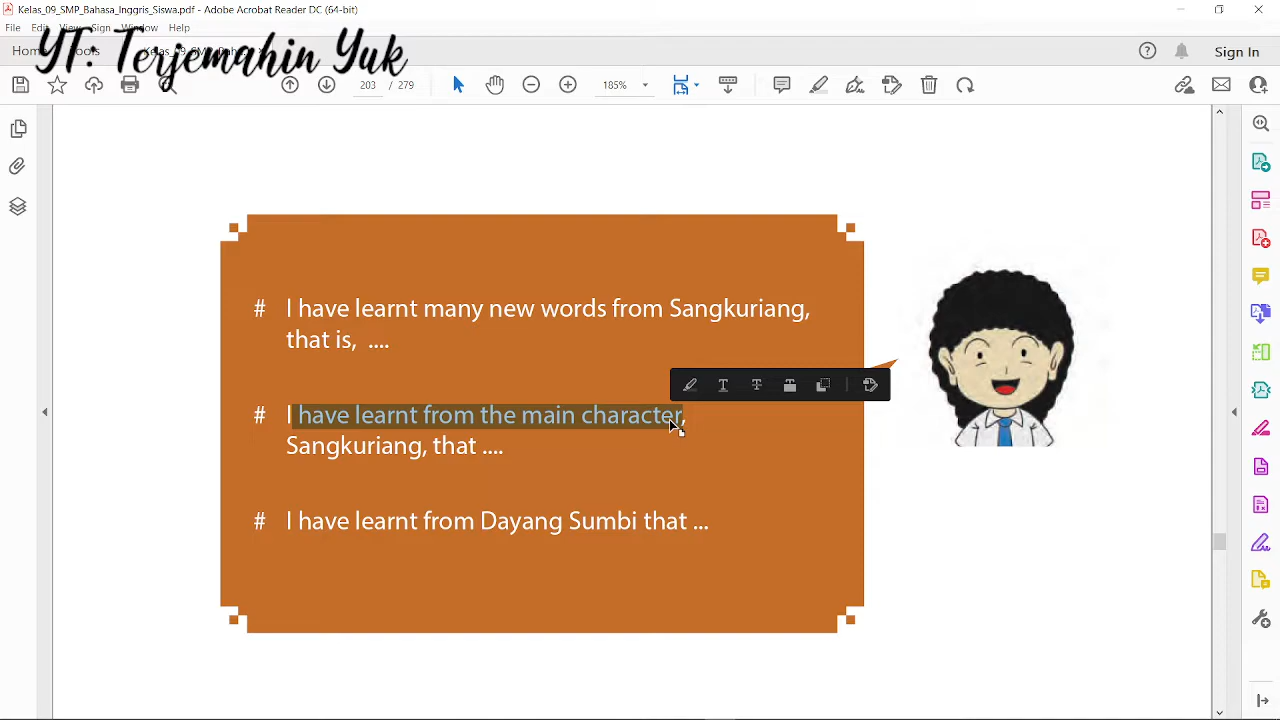 Kelas_09_SMP_Bahasa_Inggris_Siswa.pdf - Adobe Acrobat Reader DC (64-bit)
File Edit View Sign Window Help
YT: Terjemahin Yuk
Home Tools
Sign In
203 / 279
185%
# I have learnt many new words from Sangkuriang,
that is, ....
# I have learnt from the main character,
Sangkuriang, that ....
# I have learnt from Dayang Sumbi that ...